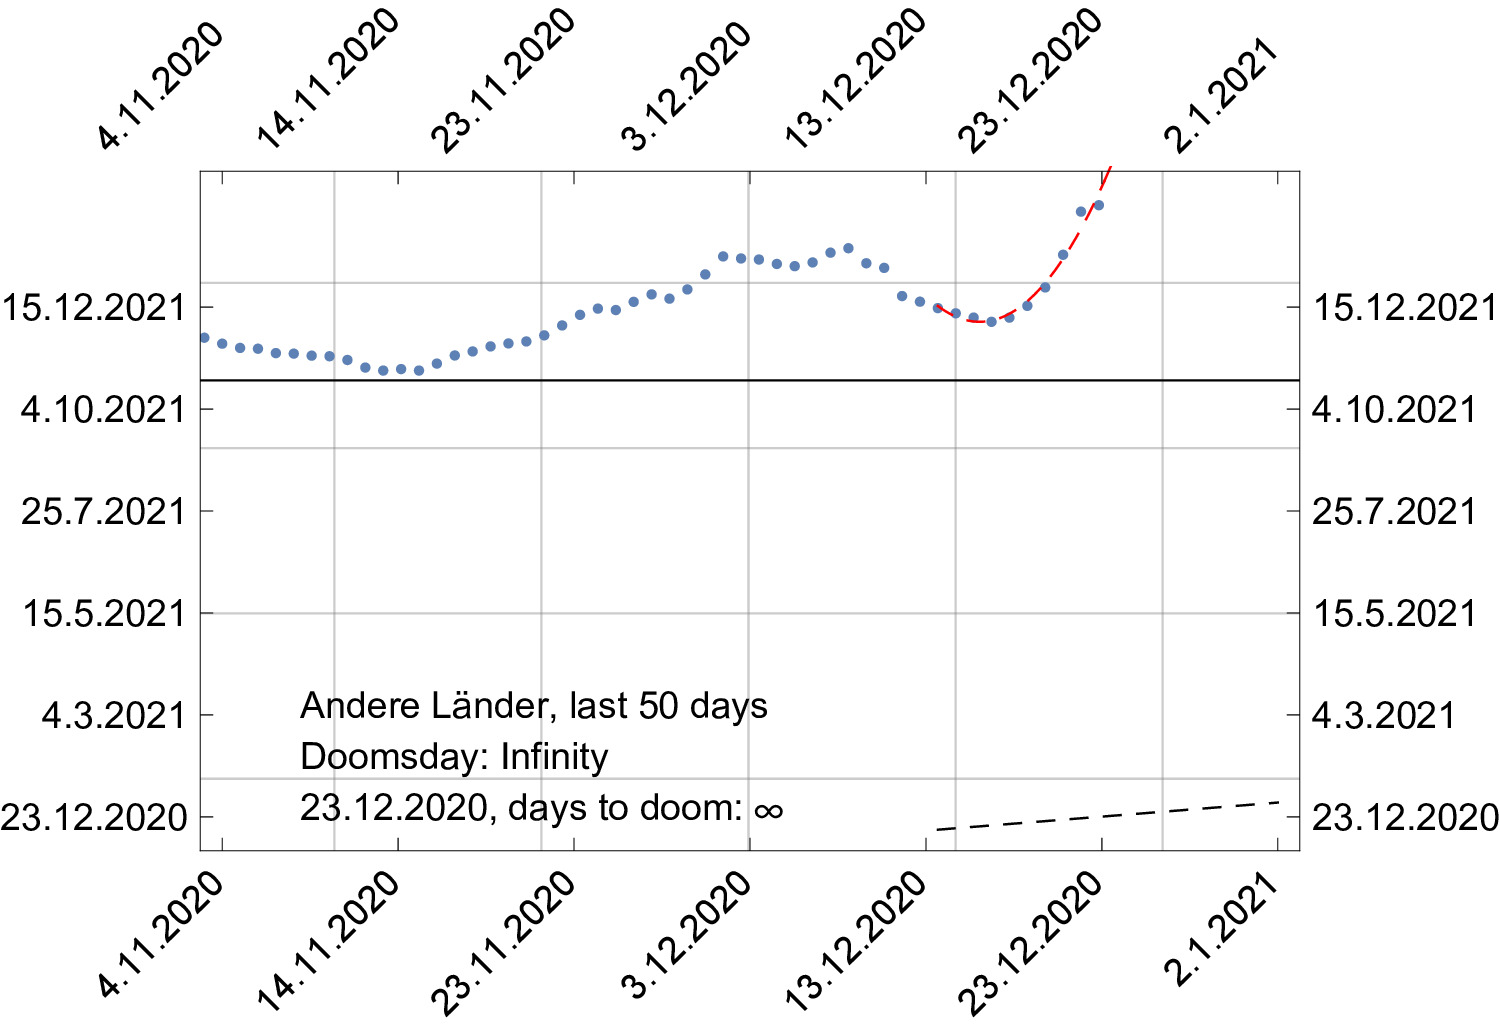 4.11.2020 14.11.2020 23.11.2020 3.12.2020 13.12.2020 23.12.2020 2.1.2021
15.12.2021 15.12.2021
4.10.2021 4.10.2021
25.7.2021 25.7.2021
15.5.2021 15.5.2021
4.3.2021 4.3.2021
Andere Länder, last 50 days
Doomsday: Infinity
23.12.2020, days to doom: ∞
23.12.2020 23.12.2020
4.11.2020 14.11.2020 23.11.2020 3.12.2020 13.12.2020 23.12.2020 2.1.2021